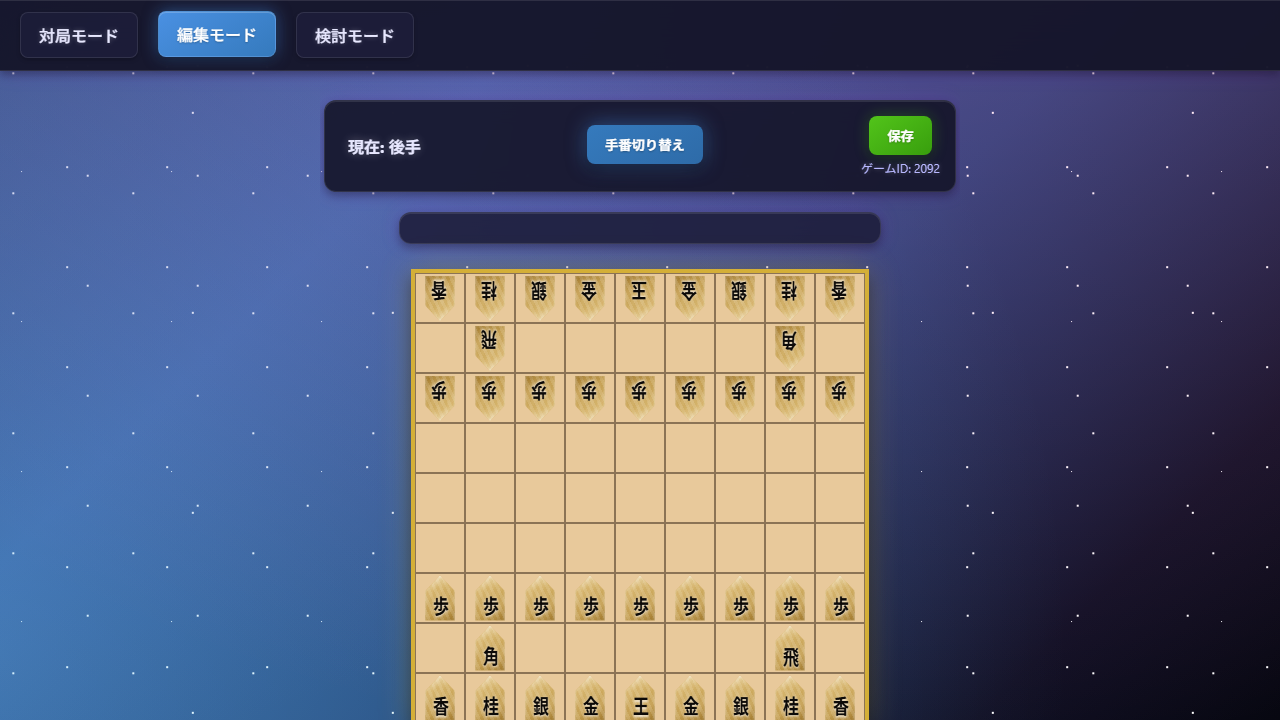 対局モード 編集モード 検討モード
現在: 後手 手番切り替え 保存
ゲームID: 2092
香 桂 銀 金 玉 金 銀 桂 香
飛 角
歩 歩 歩 歩 歩 歩 歩 歩 歩
歩 歩 歩 歩 歩 歩 歩 歩 歩
角 飛
香 桂 銀 金 王 金 銀 桂 香